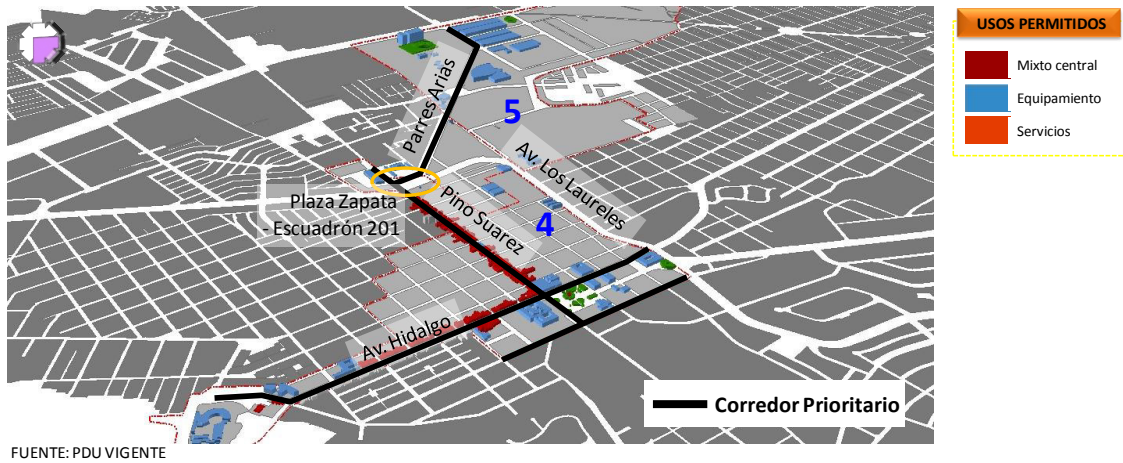 USOS PERMITIDOS
Mixto central
Equipamiento
Servicios
Parres Arias
5
Av. Los Laureles
Plaza Zapata
- Escuadrón 201
Pino Suarez
4
Av. Hidalgo
Corredor Prioritario
FUENTE: PDU VIGENTE